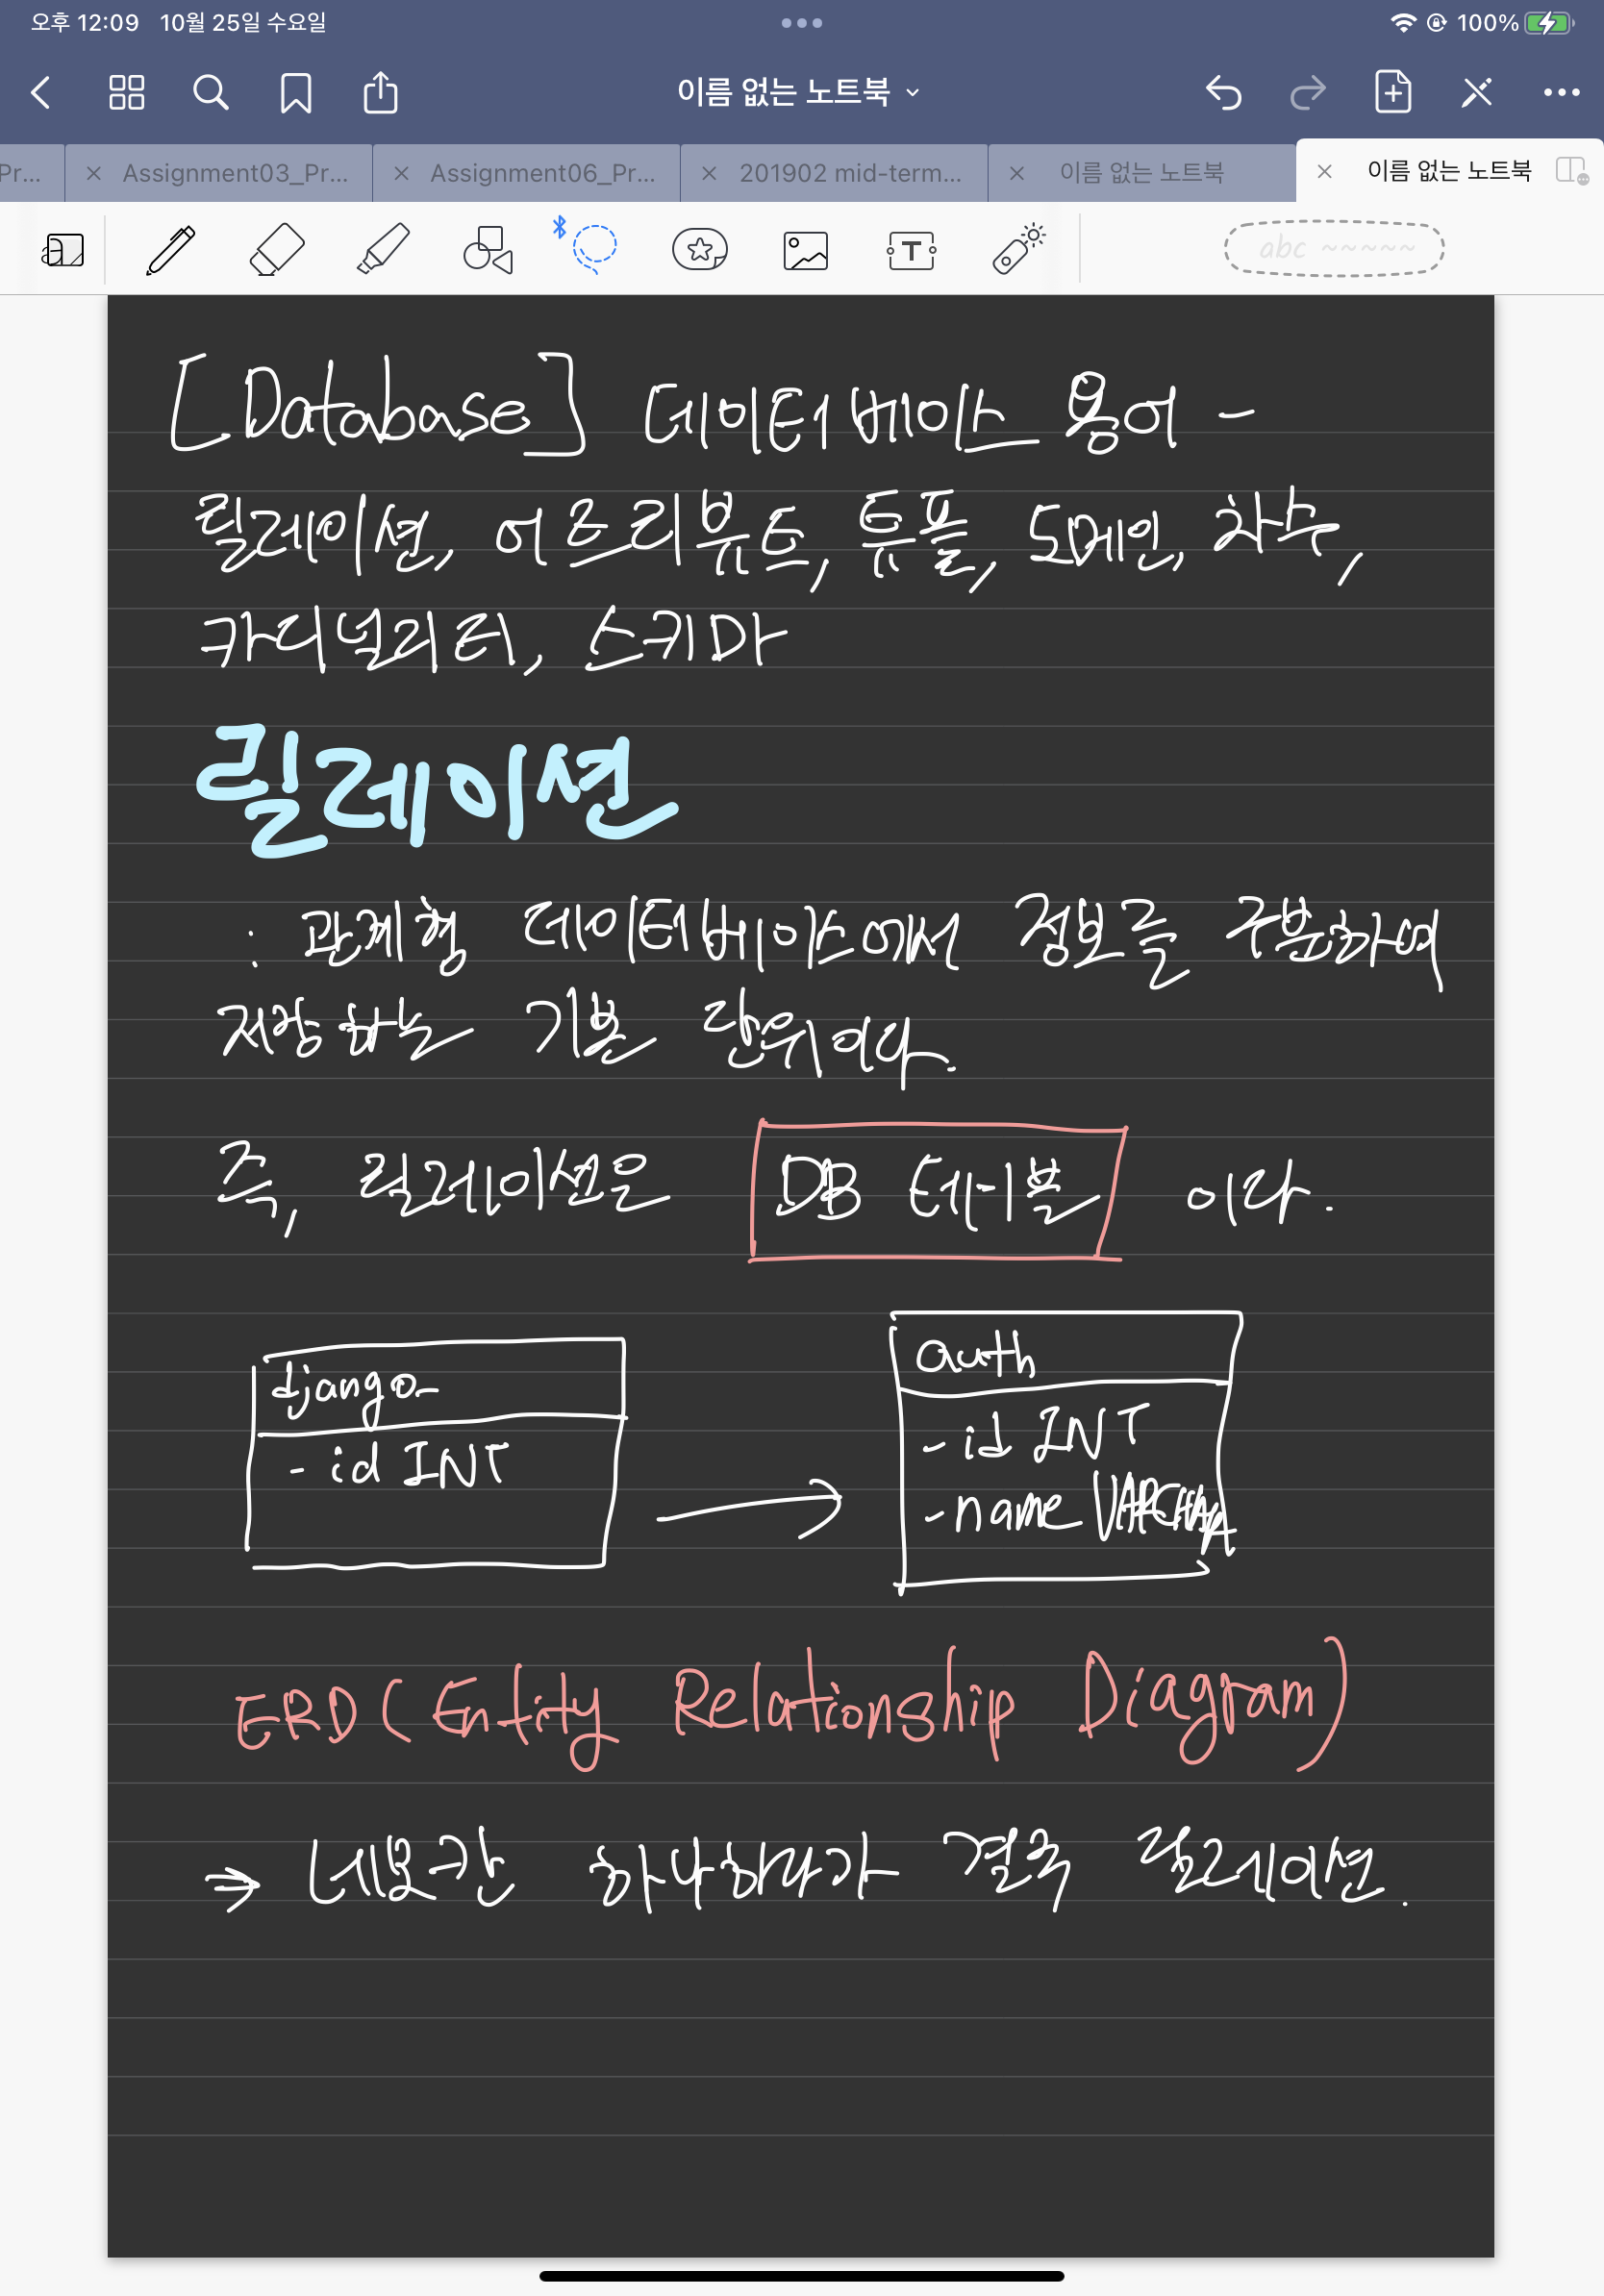 오후 12:09 10월 25일 수요일
100%
이름 없는 노트북
Pr...
Assignment03_Pr...
Assignment06_Pr...
201902 mid-term...
이름 없는 노트북
이름 없는 노트북
T
abc ~~~~~
[Database] 데이터베이스 용어 -
릴레이션, 어트리뷰트, 튜플, 도메인, 차수,
카디널리티, 스키마
릴레이션
: 관계형 데이터베이스에서 정보를 구분하여
저장하는 기본 단위이다.
즉, 릴레이션은 DB 테이블 이다.
django_
- id INT
auth
- id INT
- name VARCHAR
ERD (Entity Relationship Diagram)
⇒ 네모칸 하나하나가 결국 릴레이션.